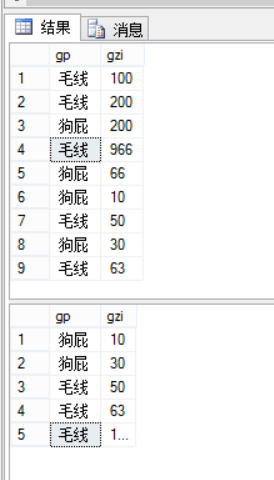 结果 消息
gp gzi
1 毛线 100
2 毛线 200
3 狗屁 200
4 毛线 966
5 狗屁 66
6 狗屁 10
7 毛线 50
8 狗屁 30
9 毛线 63
gp gzi
1 狗屁 10
2 狗屁 30
3 毛线 50
4 毛线 63
5 毛线 1...